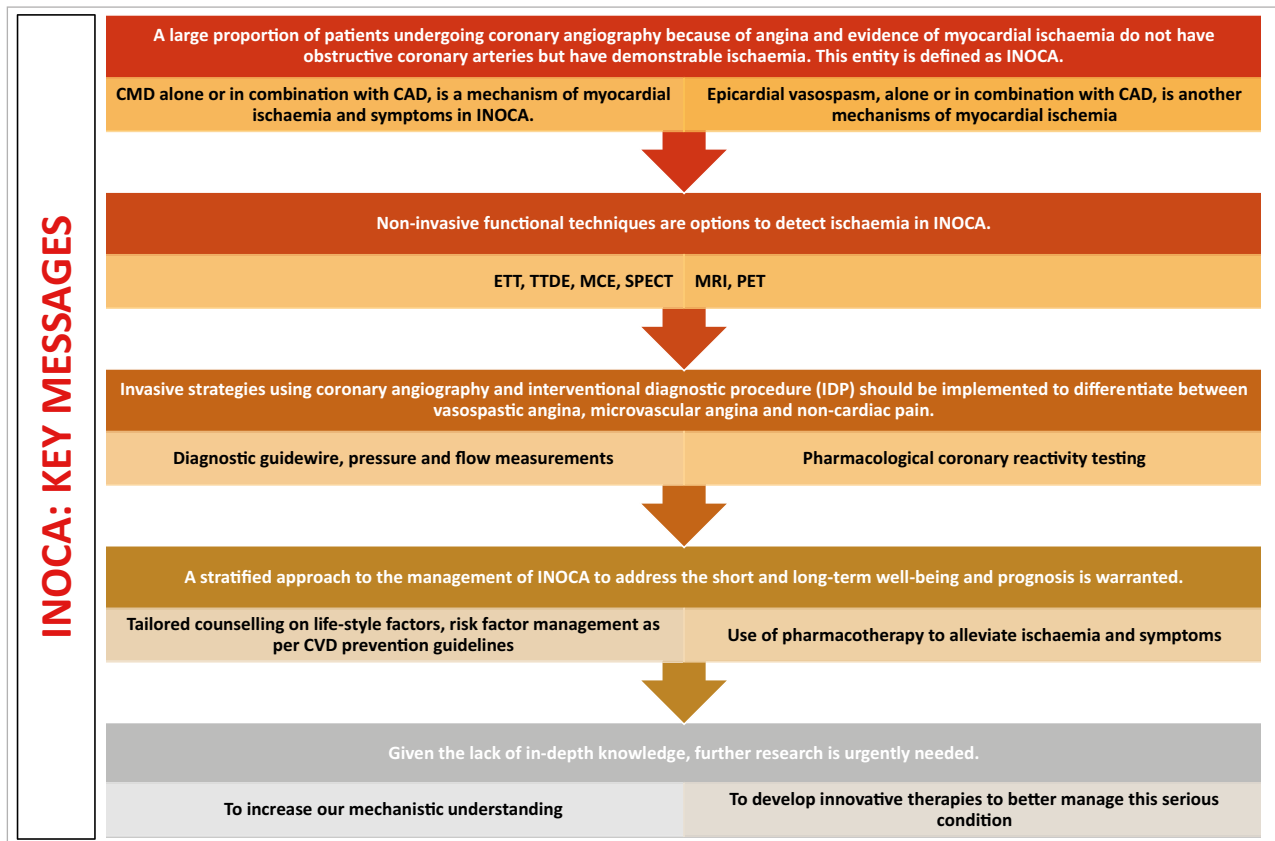 INOCA: KEY MESSAGES
A large proportion of patients undergoing coronary angiography because of angina and evidence of myocardial ischaemia do not have
obstructive coronary arteries but have demonstrable ischaemia. This entity is defined as INOCA.
CMD alone or in combination with CAD, is a mechanism of myocardial
ischaemia and symptoms in INOCA.
Epicardial vasospasm, alone or in combination with CAD, is another
mechanisms of myocardial ischemia
Non-invasive functional techniques are options to detect ischaemia in INOCA.
ETT, TTDE, MCE, SPECT
MRI, PET
Invasive strategies using coronary angiography and interventional diagnostic procedure (IDP) should be implemented to differentiate between
vasospastic angina, microvascular angina and non-cardiac pain.
Diagnostic guidewire, pressure and flow measurements
Pharmacological coronary reactivity testing
A stratified approach to the management of INOCA to address the short and long-term well-being and prognosis is warranted.
Tailored counselling on life-style factors, risk factor management as
per CVD prevention guidelines
Use of pharmacotherapy to alleviate ischaemia and symptoms
Given the lack of in-depth knowledge, further research is urgently needed.
To increase our mechanistic understanding
To develop innovative therapies to better manage this serious
condition